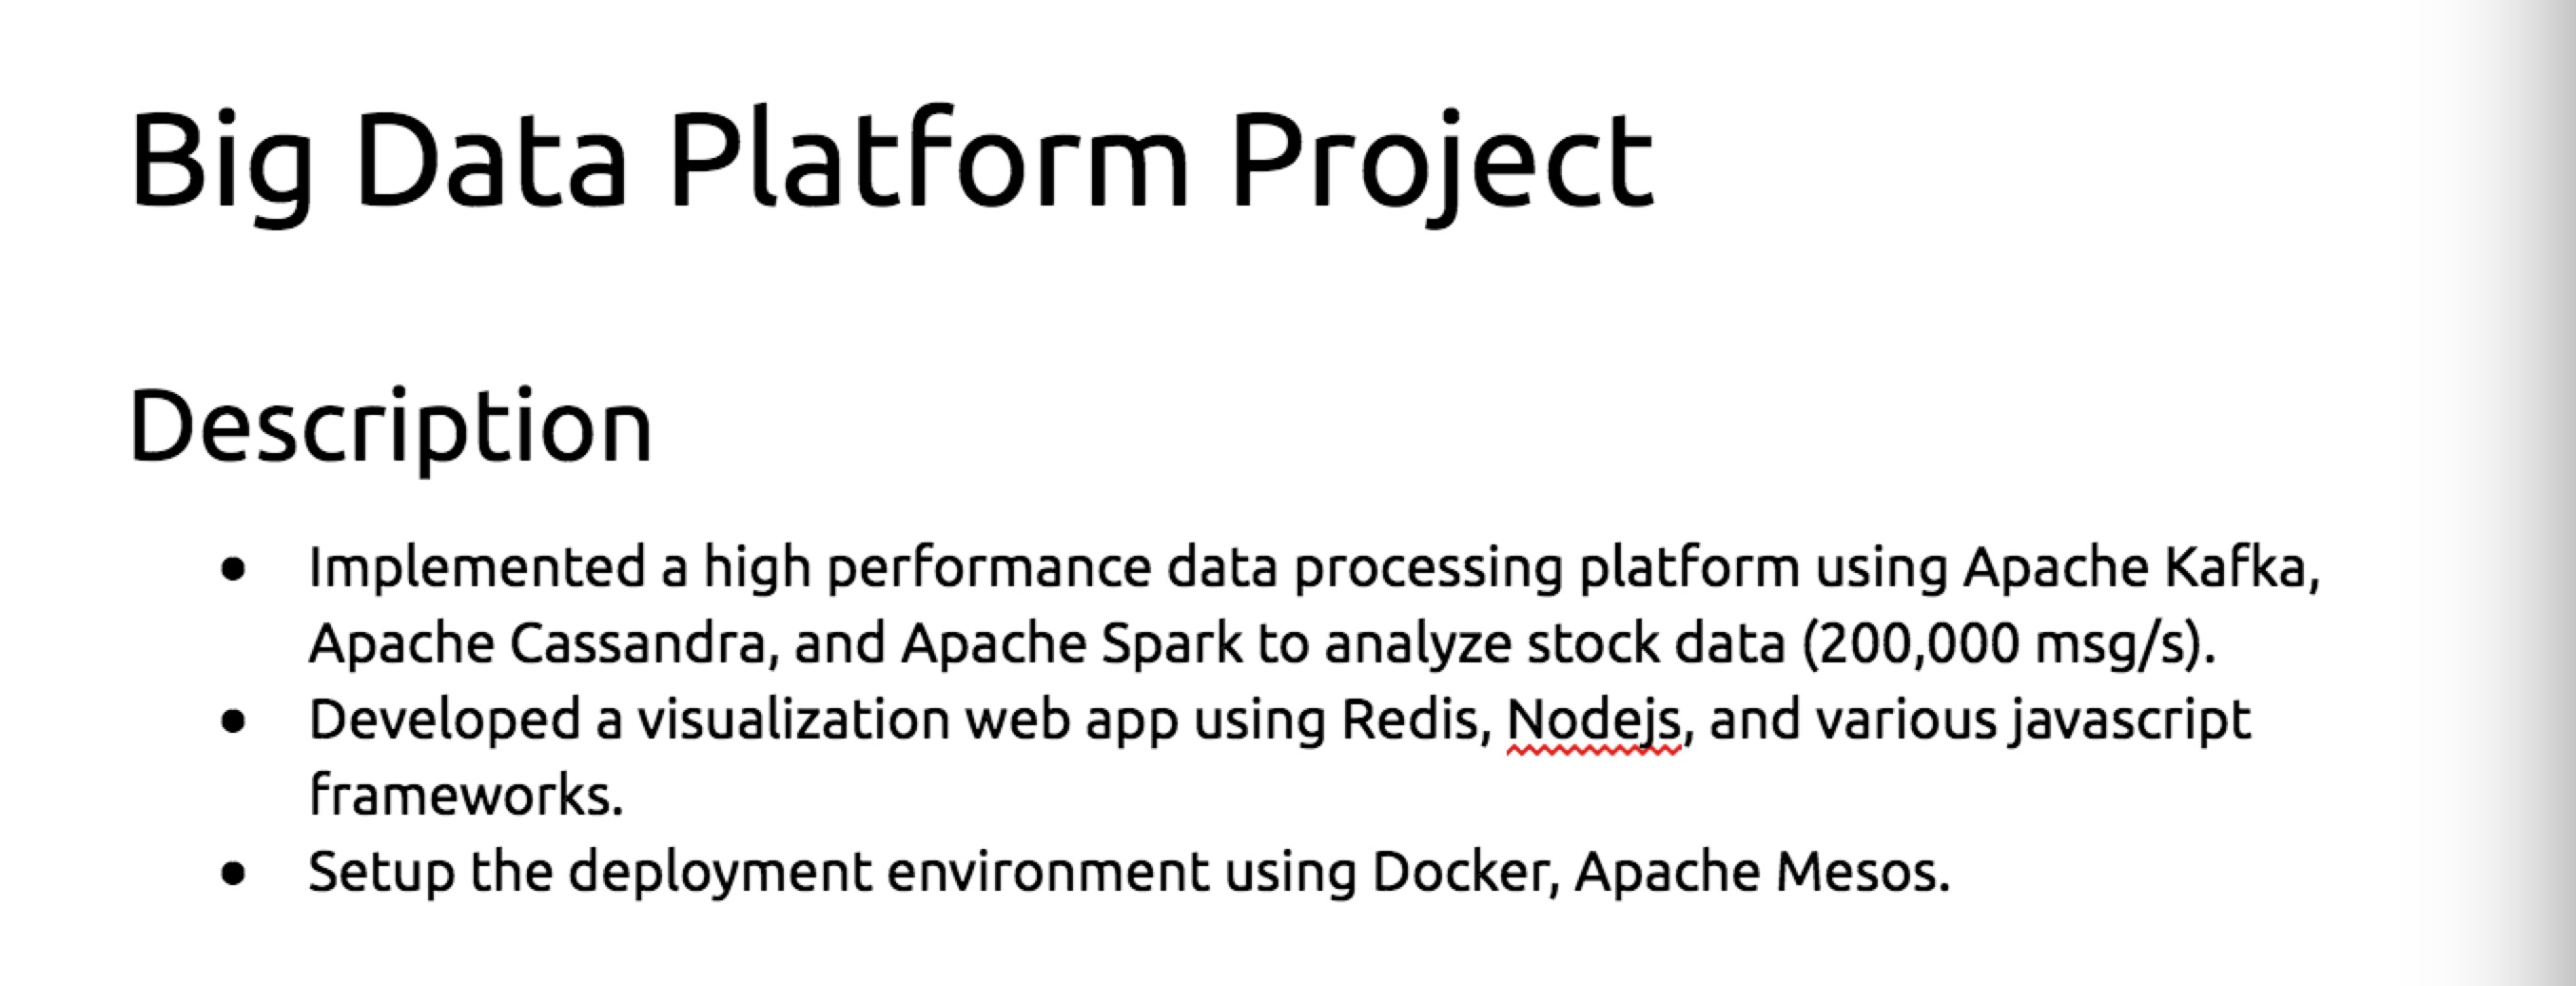 Big Data Platform Project
Description
• Implemented a high performance data processing platform using Apache Kafka,
Apache Cassandra, and Apache Spark to analyze stock data (200,000 msg/s).
• Developed a visualization web app using Redis, Nodejs, and various javascript
frameworks.
• Setup the deployment environment using Docker, Apache Mesos.